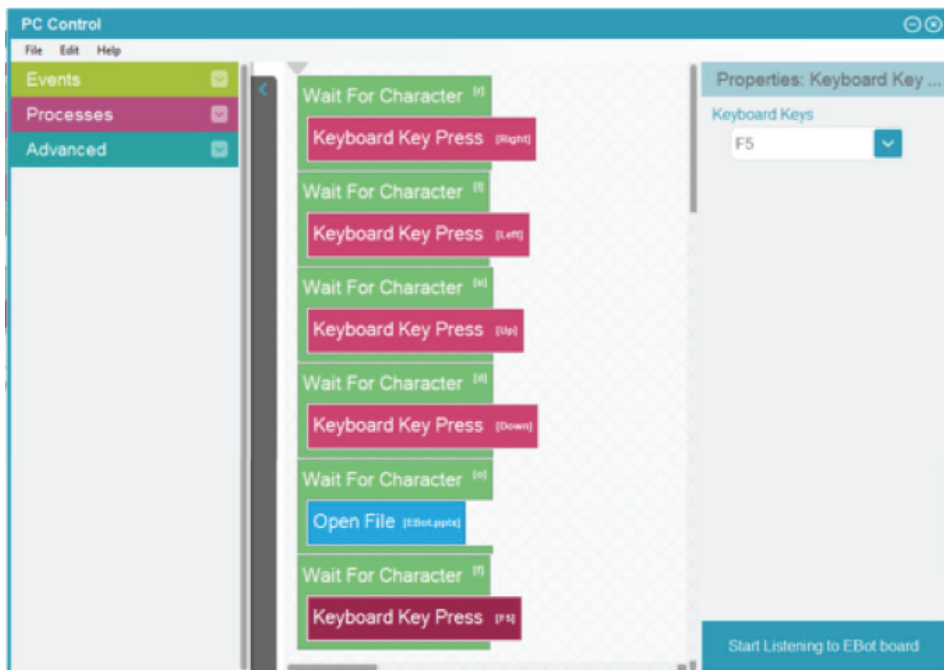 PC Control
File Edit Help
Events
Processes
Advanced
Wait For Character [r]
Keyboard Key Press [Right]
Wait For Character [l]
Keyboard Key Press [Left]
Wait For Character [u]
Keyboard Key Press [Up]
Wait For Character [d]
Keyboard Key Press [Down]
Wait For Character [o]
Open File [EBot.pptx]
Wait For Character [f]
Keyboard Key Press [F5]
Properties: Keyboard Key ...
Keyboard Keys
F5
Start Listening to EBot board